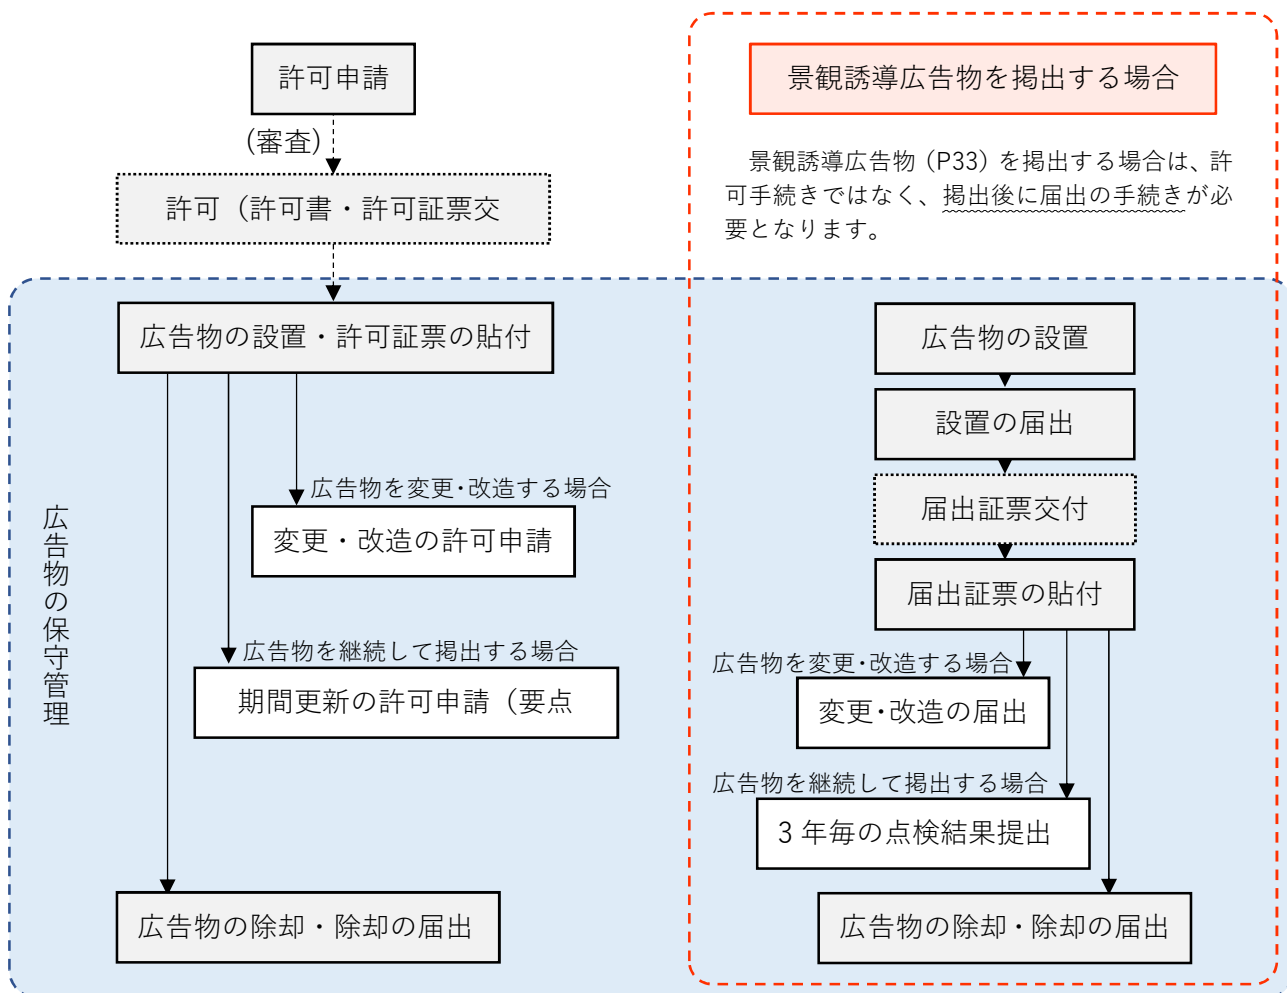 許可申請
(審査)
許可（許可書・許可証票交
広告物の設置・許可証票の貼付
広告物を変更･改造する場合
変更・改造の許可申請
広告物を継続して掲出する場合
期間更新の許可申請（要点
広告物の除却・除却の届出
広告物の保守管理
景観誘導広告物を掲出する場合
景観誘導広告物（P33）を掲出する場合は、許
可手続きではなく、掲出後に届出の手続きが必
要となります。
広告物の設置
設置の届出
届出証票交付
届出証票の貼付
広告物を変更･改造する場合
変更･改造の届出
広告物を継続して掲出する場合
3 年毎の点検結果提出
広告物の除却・除却の届出